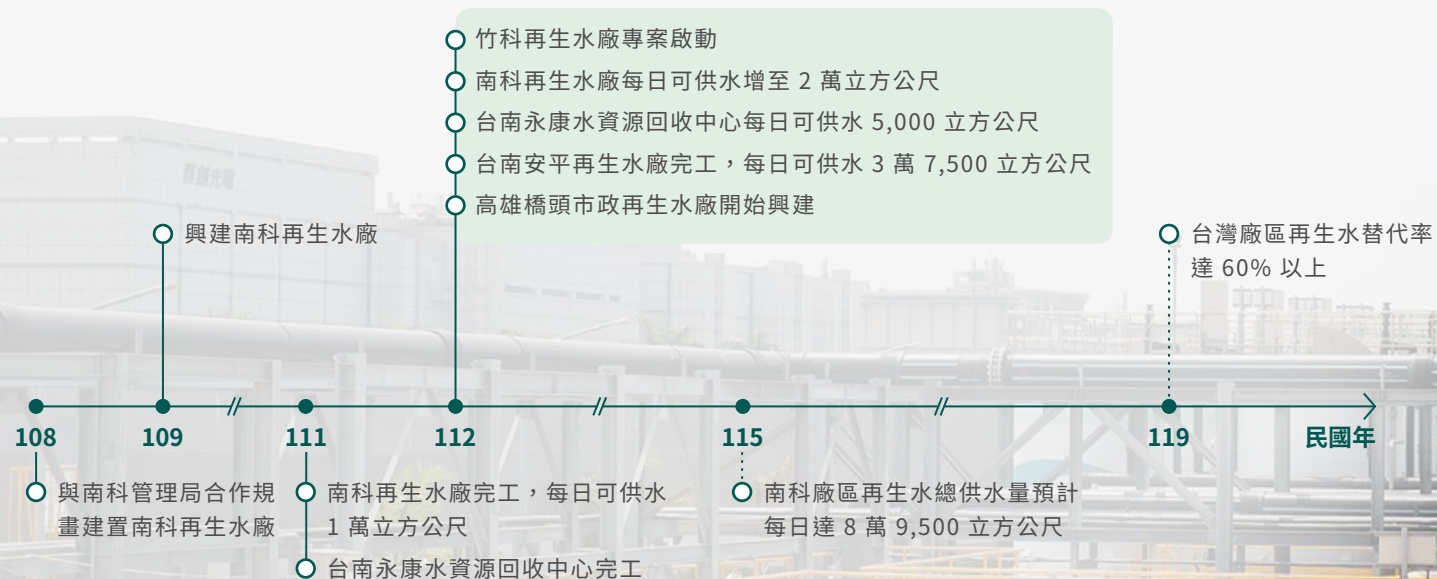 竹科再生水廠專案啟動
南科再生水廠每日可供水增至 2 萬立方公尺
台南永康水資源回收中心每日可供水 5,000 立方公尺
台南安平再生水廠完工，每日可供水 3 萬 7,500 立方公尺
高雄橋頭市政再生水廠開始興建
群創光電
興建南科再生水廠
台灣廠區再生水替代率
達 60% 以上
108
109
111
112
115
119
民國年
與南科管理局合作規
畫建置南科再生水廠
南科再生水廠完工，每日可供水
1 萬立方公尺
台南永康水資源回收中心完工
南科廠區再生水總供水量預計
每日達 8 萬 9,500 立方公尺